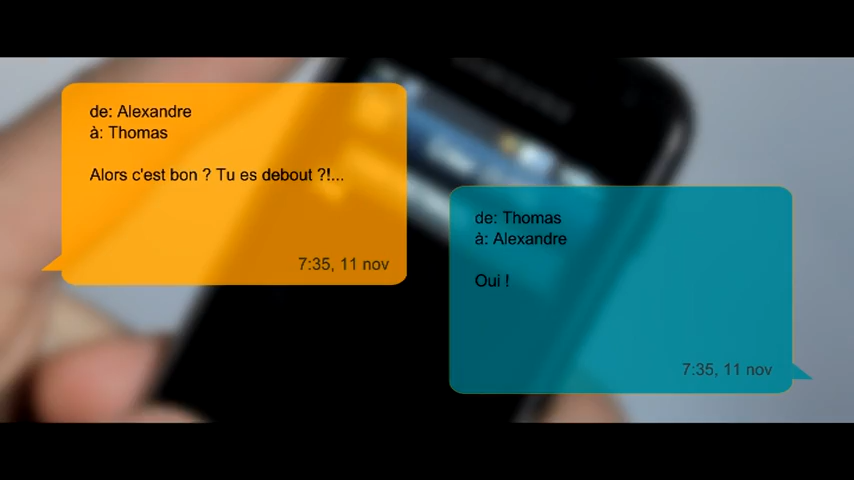 de: Alexandre
à: Thomas
Alors c'est bon ? Tu es debout ?!...
7:35, 11 nov
de: Thomas
à: Alexandre
Oui !
7:35, 11 nov